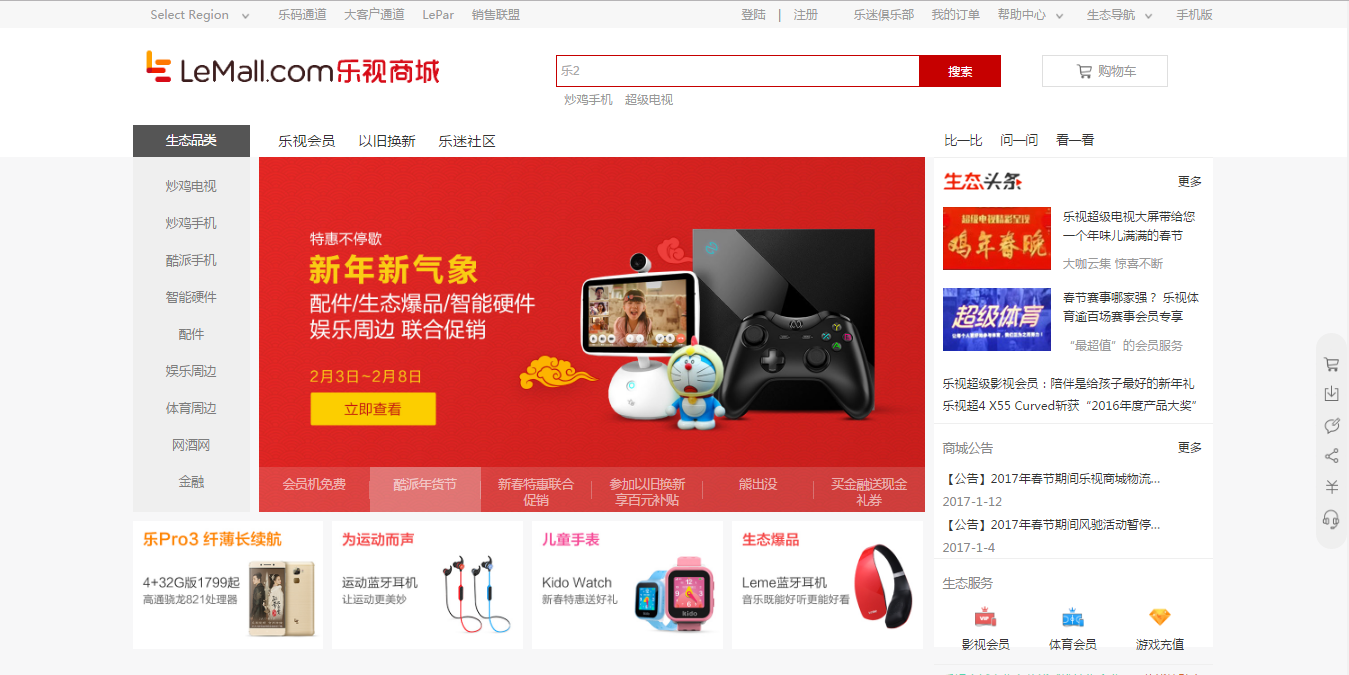 Select Region 乐码通道 大客户通道 LePar 销售联盟 登陆 | 注册 乐迷俱乐部 我的订单 帮助中心 生态导航 手机版
LeMall.com乐视商城
乐2 搜索 购物车
炒鸡手机 超级电视
生态品类 乐视会员 以旧换新 乐迷社区 比一比 问一问 看一看
炒鸡电视
炒鸡手机
酷派手机
智能硬件
配件
娱乐周边
体育周边
网酒网
金融
特惠不停歇
新年新气象
配件/生态爆品/智能硬件
娱乐周边 联合促销
2月3日~2月8日
立即查看
会员机免费
酷派年货节
新春特惠联合
促销
参加以旧换新
享百元补贴
熊出没
买金融送现金
礼券
生态头条 更多
超级电视精彩呈现
鸡年春晚
乐视超级电视大屏带给您
一个年味儿满满的春节
大咖云集 惊喜不断
超级体育
春节赛事哪家强？ 乐视体
育逾百场赛事会员专享
“最超值”的会员服务
乐视超级影视会员：陪伴是给孩子最好的新年礼
乐视超4 X55 Curved斩获“2016年度产品大奖”
商城公告 更多
【公告】2017年春节期间乐视商城物流...
2017-1-12
【公告】2017年春节期间风驰活动暂停...
2017-1-4
生态服务
VIP
影视会员 体育会员 游戏充值
乐Pro3 纤薄长续航
4+32G版1799起
高通骁龙821处理器
为运动而声
运动蓝牙耳机
让运动更美妙
儿童手表
Kido Watch
新春特惠送好礼
kido
生态爆品
Leme蓝牙耳机
音乐既能好听更能好看